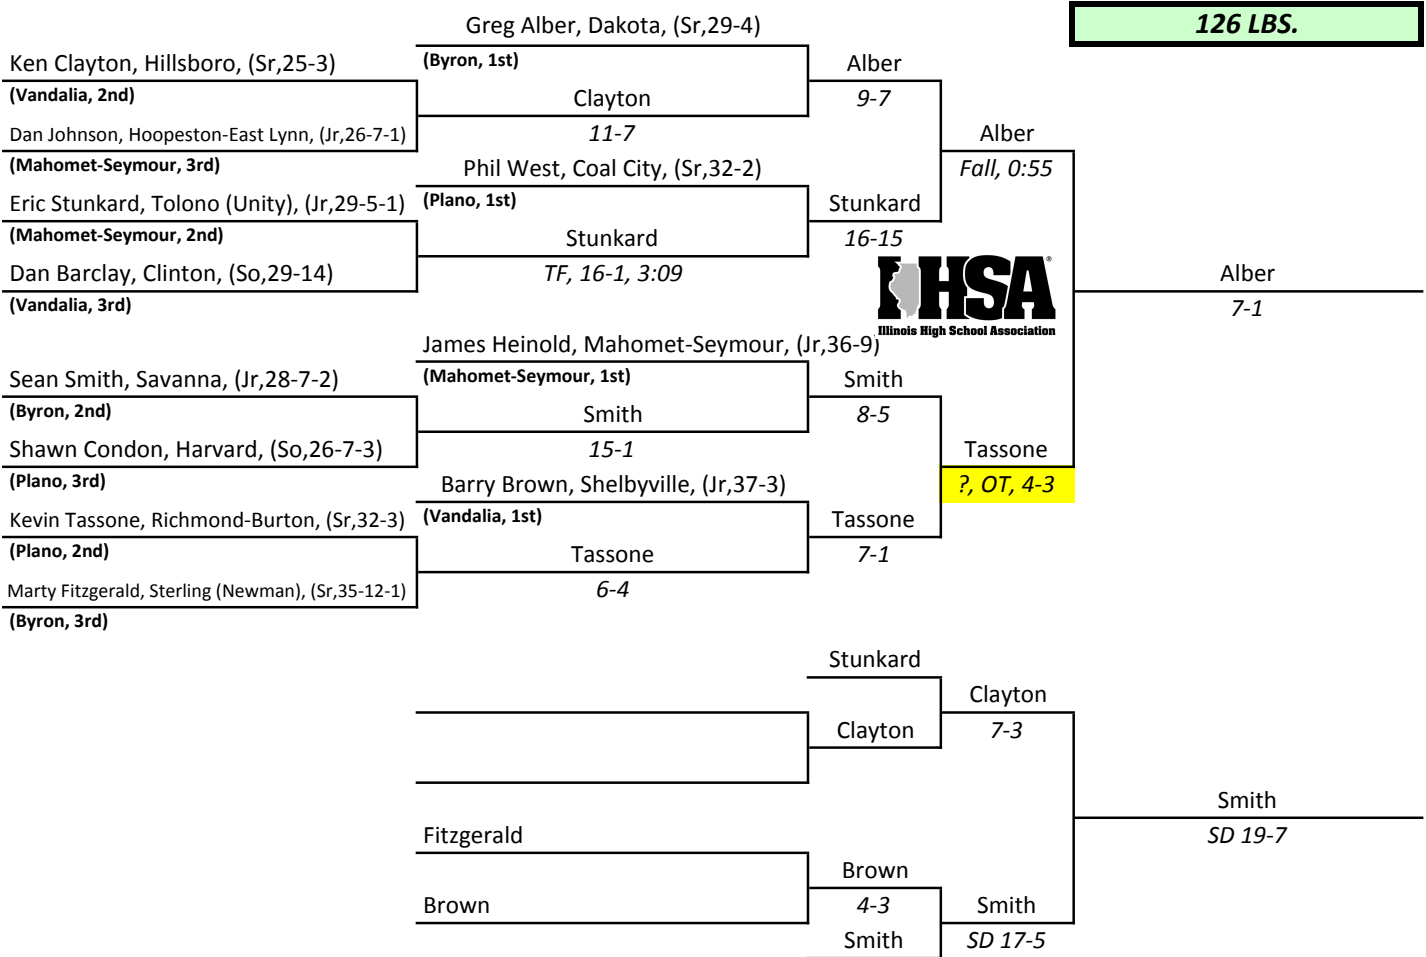 126 LBS.
Greg Alber, Dakota, (Sr,29-4)
(Byron, 1st)
Ken Clayton, Hillsboro, (Sr,25-3)
Alber
(Vandalia, 2nd)
Clayton
9-7
Dan Johnson, Hoopeston-East Lynn, (Jr,26-7-1)
11-7
Alber
(Mahomet-Seymour, 3rd)
Phil West, Coal City, (Sr,32-2)
Fall, 0:55
Eric Stunkard, Tolono (Unity), (Jr,29-5-1)
(Plano, 1st)
Stunkard
(Mahomet-Seymour, 2nd)
Stunkard
16-15
Dan Barclay, Clinton, (So,29-14)
TF, 16-1, 3:09
Alber
(Vandalia, 3rd)
7-1
IHSA®
Illinois High School Association
James Heinold, Mahomet-Seymour, (Jr,36-9)
Sean Smith, Savanna, (Jr,28-7-2)
(Mahomet-Seymour, 1st)
Smith
(Byron, 2nd)
Smith
8-5
Shawn Condon, Harvard, (So,26-7-3)
15-1
Tassone
(Plano, 3rd)
Barry Brown, Shelbyville, (Jr,37-3)
?, OT, 4-3
Kevin Tassone, Richmond-Burton, (Sr,32-3)
(Vandalia, 1st)
Tassone
(Plano, 2nd)
Tassone
7-1
Marty Fitzgerald, Sterling (Newman), (Sr,35-12-1)
6-4
(Byron, 3rd)
Stunkard
Clayton
Clayton
7-3
Smith
Fitzgerald
SD 19-7
Brown
Brown
4-3
Smith
Smith
SD 17-5